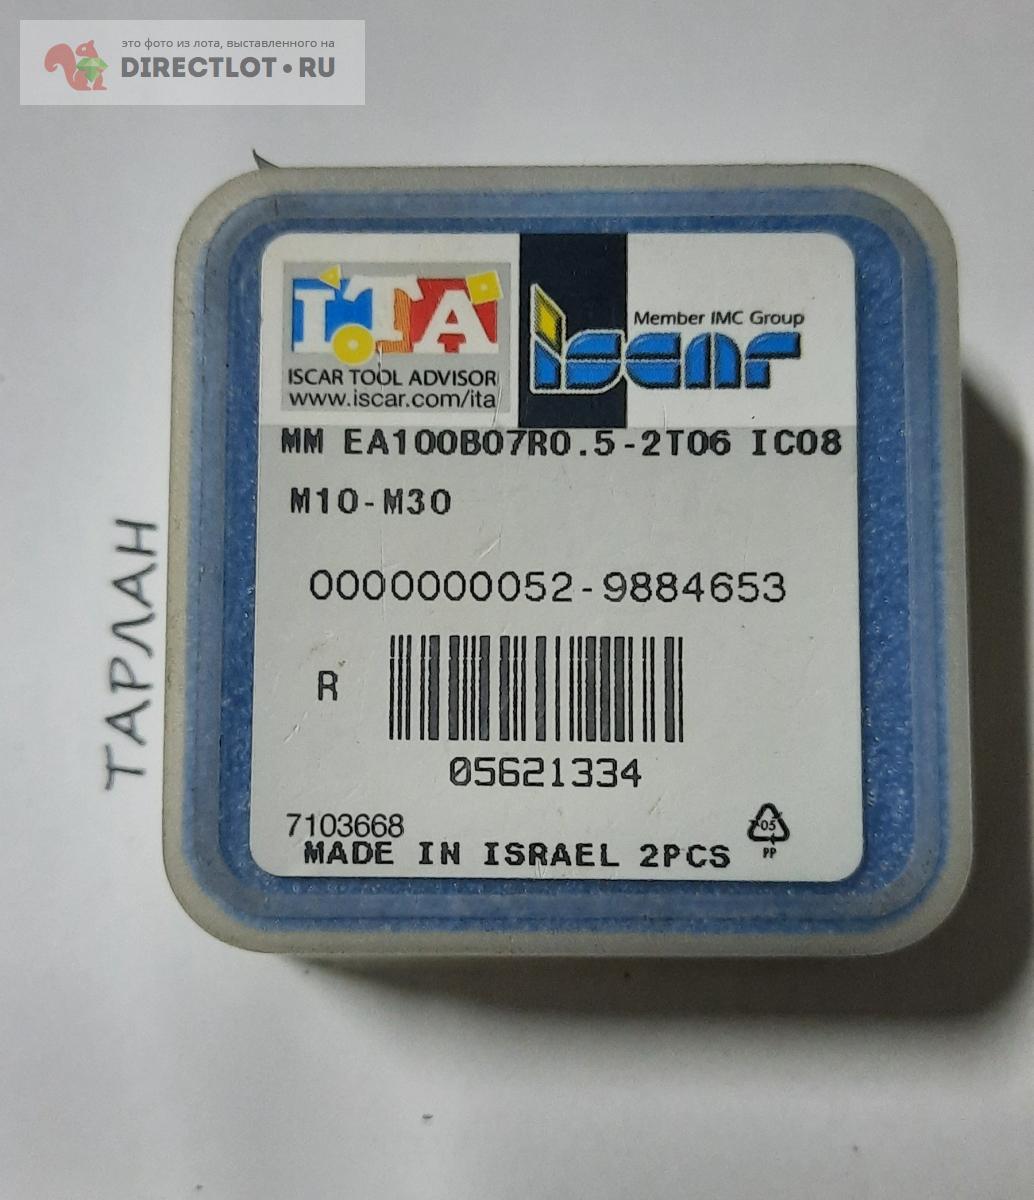 это фото из лота, выставленного на
DIRECTLOT•RU
ITA
ISCAR TOOL ADVISOR
www.iscar.com/ita
Member IMC Group
iscar
MM EA100B07R0.5-2T06 IC08
M10-M30
0000000052-9884653
R
05621334
7103668
MADE IN ISRAEL 2PCS
05
PP
ТАРЛАН